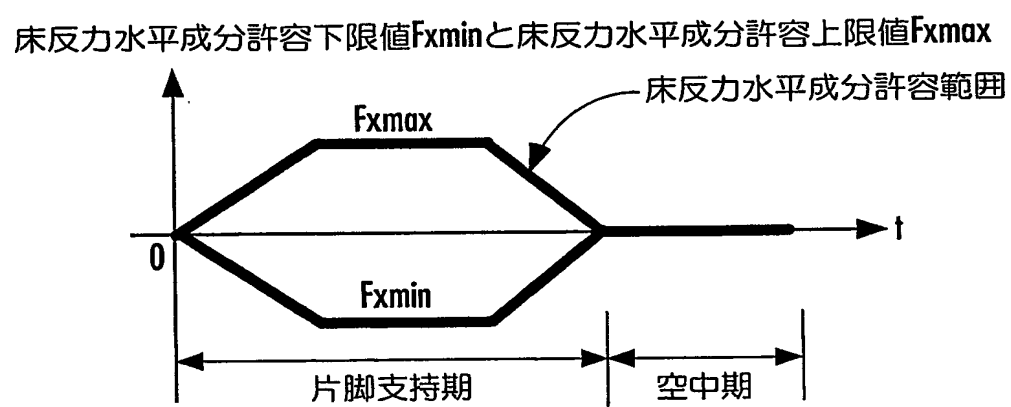 床反力水平成分許容下限値Fxminと床反力水平成分許容上限値Fxmax
床反力水平成分許容範囲
Fxmax
t
0
Fxmin
片脚支持期
空中期